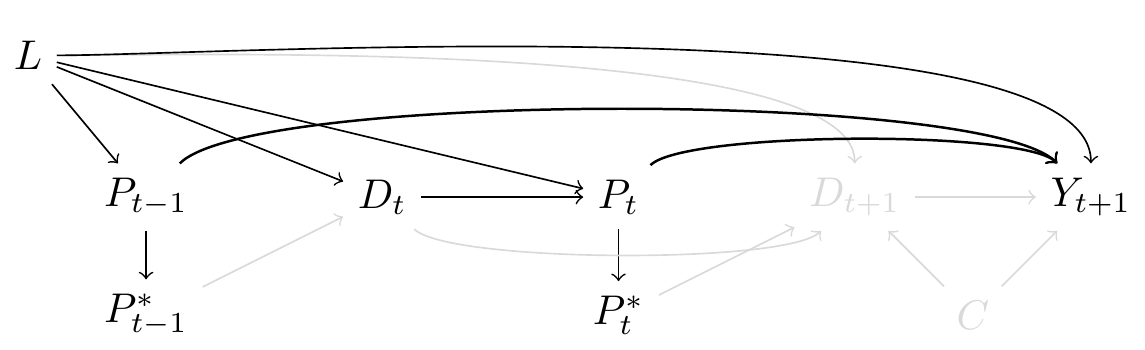 L
P_{t−1} D_t P_t D_{t+1} Y_{t+1}
P*_{t−1} P*_t C